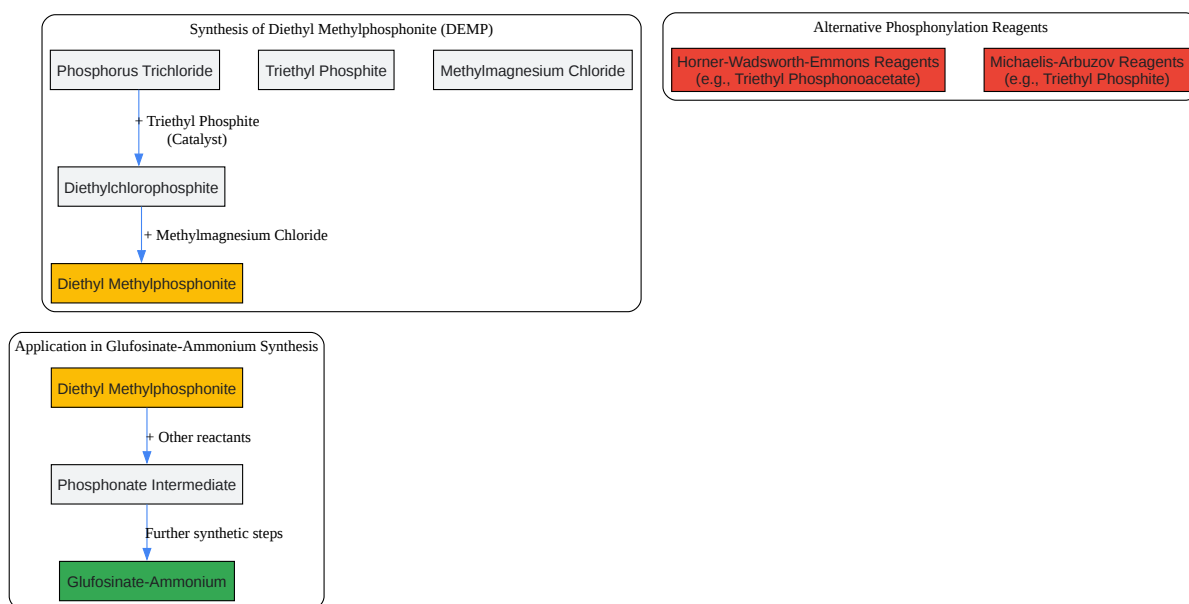 Synthesis of Diethyl Methylphosphonite (DEMP)
Phosphorus Trichloride
Triethyl Phosphite
Methylmagnesium Chloride
+ Triethyl Phosphite
(Catalyst)
Diethylchlorophosphite
+ Methylmagnesium Chloride
Diethyl Methylphosphonite
Alternative Phosphonylation Reagents
Horner-Wadsworth-Emmons Reagents
(e.g., Triethyl Phosphonoacetate)
Michaelis-Arbuzov Reagents
(e.g., Triethyl Phosphite)
Application in Glufosinate-Ammonium Synthesis
Diethyl Methylphosphonite
+ Other reactants
Phosphonate Intermediate
Further synthetic steps
Glufosinate-Ammonium